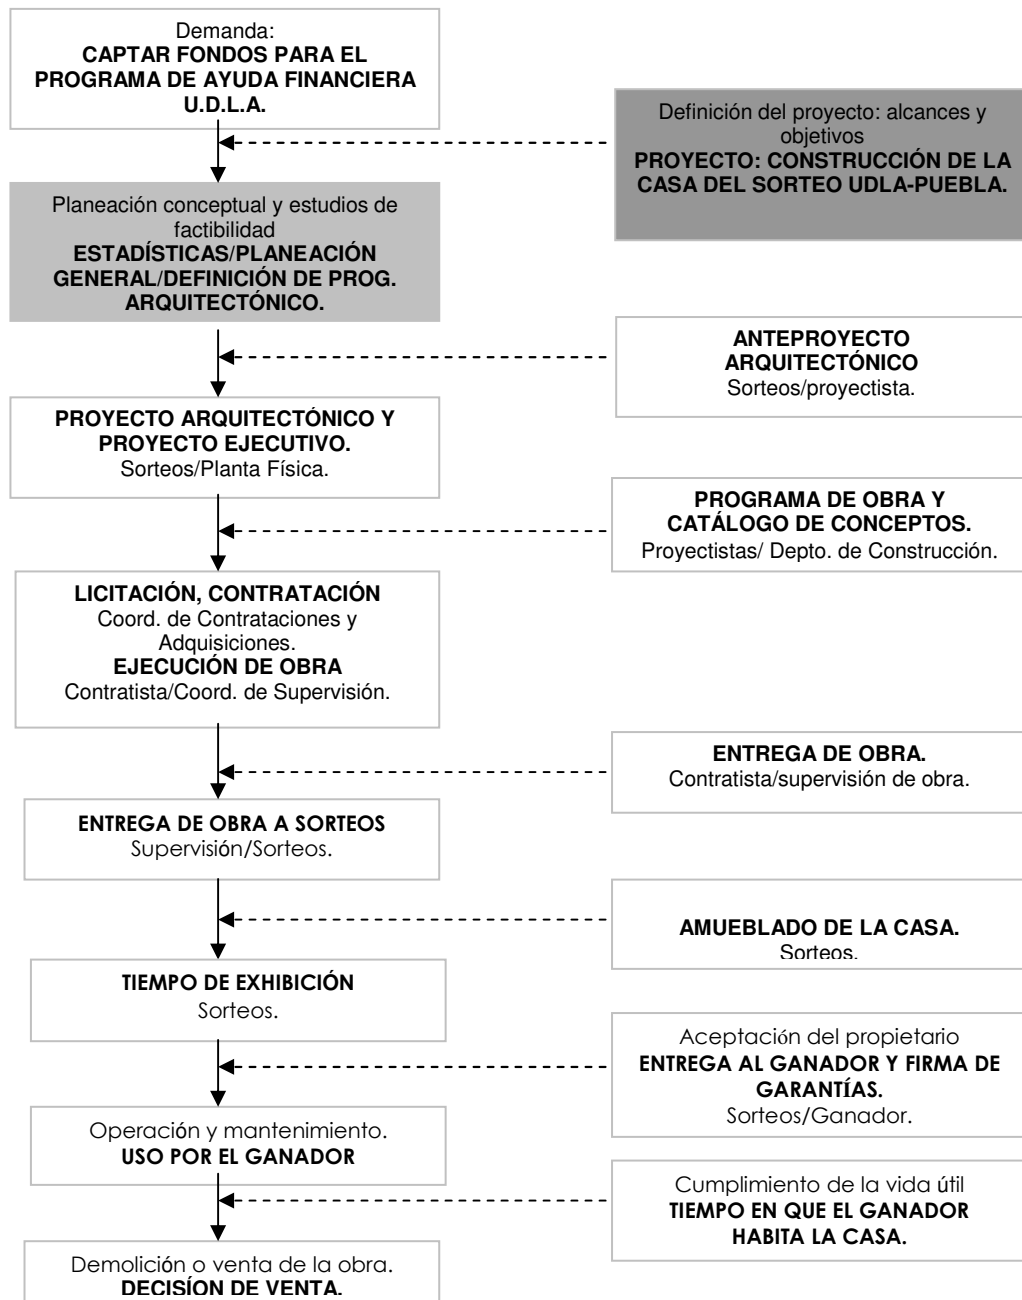 Demanda:
CAPTAR FONDOS PARA EL
PROGRAMA DE AYUDA FINANCIERA
U.D.L.A.
Definición del proyecto: alcances y
objetivos
PROYECTO: CONSTRUCCIÓN DE LA
CASA DEL SORTEO UDLA-PUEBLA.
Planeación conceptual y estudios de
factibilidad
ESTADÍSTICAS/PLANEACIÓN
GENERAL/DEFINICIÓN DE PROG.
ARQUITECTÓNICO.
ANTEPROYECTO
ARQUITECTÓNICO
Sorteos/proyectista.
PROYECTO ARQUITECTÓNICO Y
PROYECTO EJECUTIVO.
Sorteos/Planta Física.
PROGRAMA DE OBRA Y
CATÁLOGO DE CONCEPTOS.
Proyectistas/ Depto. de Construcción.
LICITACIÓN, CONTRATACIÓN
Coord. de Contrataciones y
Adquisiciones.
EJECUCIÓN DE OBRA
Contratista/Coord. de Supervisión.
ENTREGA DE OBRA.
Contratista/supervisión de obra.
ENTREGA DE OBRA A SORTEOS
Supervisión/Sorteos.
AMUEBLADO DE LA CASA.
Sorteos.
TIEMPO DE EXHIBICIÓN
Sorteos.
Aceptación del propietario
ENTREGA AL GANADOR Y FIRMA DE
GARANTÍAS.
Sorteos/Ganador.
Operación y mantenimiento.
USO POR EL GANADOR
Cumplimiento de la vida útil
TIEMPO EN QUE EL GANADOR
HABITA LA CASA.
Demolición o venta de la obra.
DECISÍON DE VENTA.